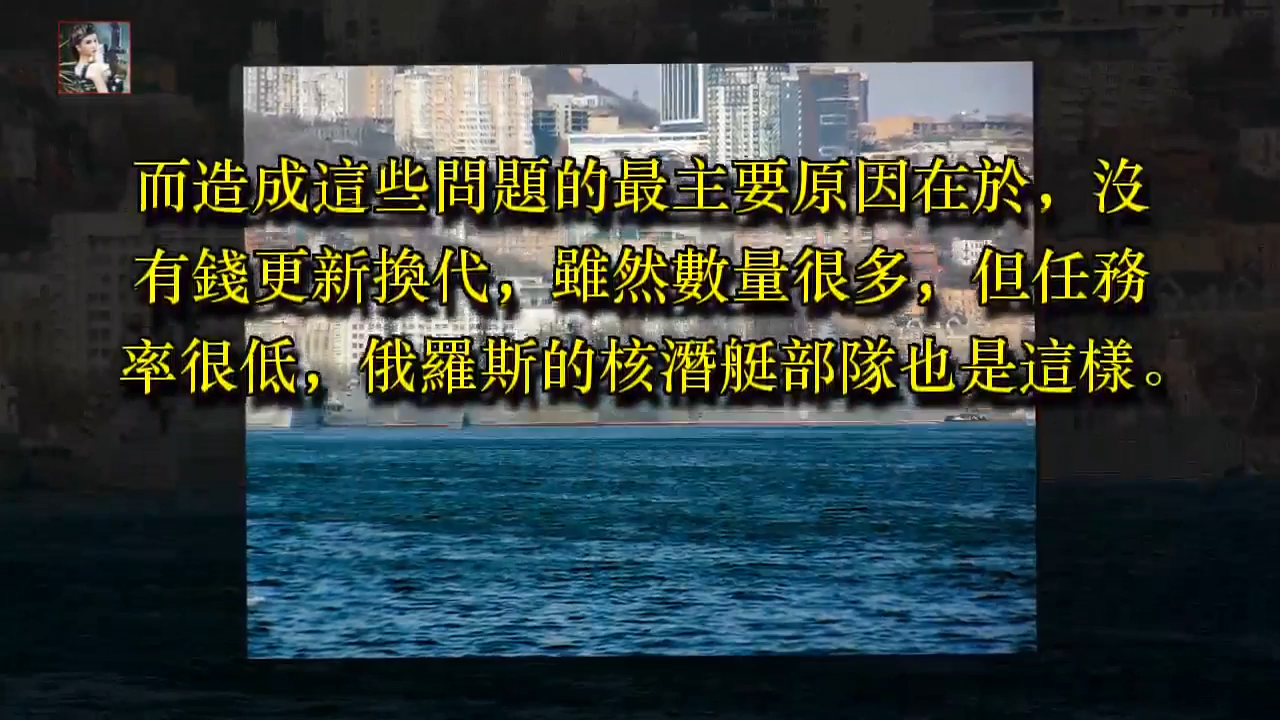 而造成這些問題的最主要原因在於，沒
有錢更新換代，雖然數量很多，但任務
率很低，俄羅斯的核潛艇部隊也是這樣。